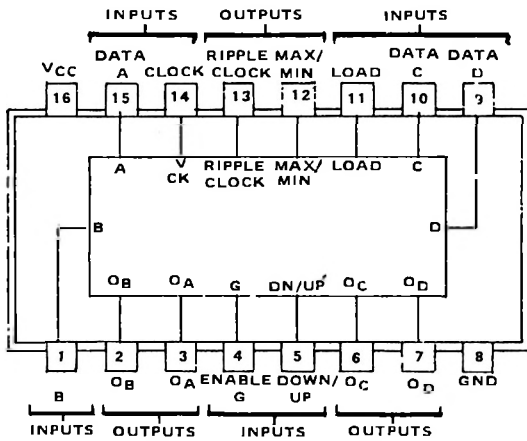 INPUTS OUTPUTS INPUTS
DATA RIPPLE MAX/ DATA DATA
VCC A CLOCK CLOCK MIN LOAD C D
16 15 14 13 12 11 10 9
A V RIPPLE MAX/ LOAD C
CK CLOCK MIN
B D
OB OA G DN/UP OC OD
1 2 3 4 5 6 7 8
B OB OA ENABLE DOWN/ OC OD GND
G UP
INPUTS OUTPUTS INPUTS OUTPUTS